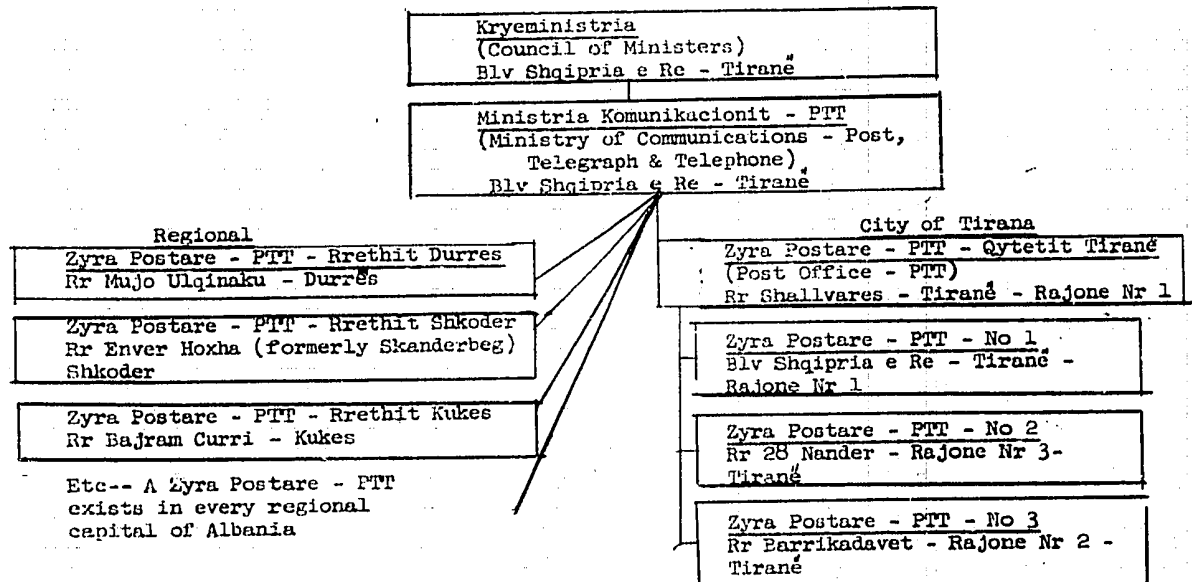 Kryeministria
(Council of Ministers)
Blv Shqipria e Re - Tiranë
Ministria Komunikacionit - PTT
(Ministry of Communications - Post,
Telegraph & Telephone)
Blv Shqipria e Re - Tiranë
Regional
Zyra Postare - PTT - Rrethit Durres
Rr Mujo Ulqinaku - Durrës
Zyra Postare - PTT - Rrethit Shkoder
Rr Enver Hoxha (formerly Skanderbeg)
Shkoder
Zyra Postare - PTT - Rrethit Kukes
Rr Bajram Curri - Kukes
Etc-- A Zyra Postare - PTT
exists in every regional
capital of Albania
City of Tirana
Zyra Postare - PTT - Qytetit Tiranë
(Post Office - PTT)
Rr Shallvares - Tiranë - Rajone Nr 1
Zyra Postare - PTT - No 1
Blv Shqipria e Re - Tiranë -
Rajone Nr 1
Zyra Postare - PTT - No 2
Rr 28 Nander - Rajone Nr 3-
Tiranë
Zyra Postare - PTT - No 3
Rr Barrikadavet - Rajone Nr 2 -
Tiranë